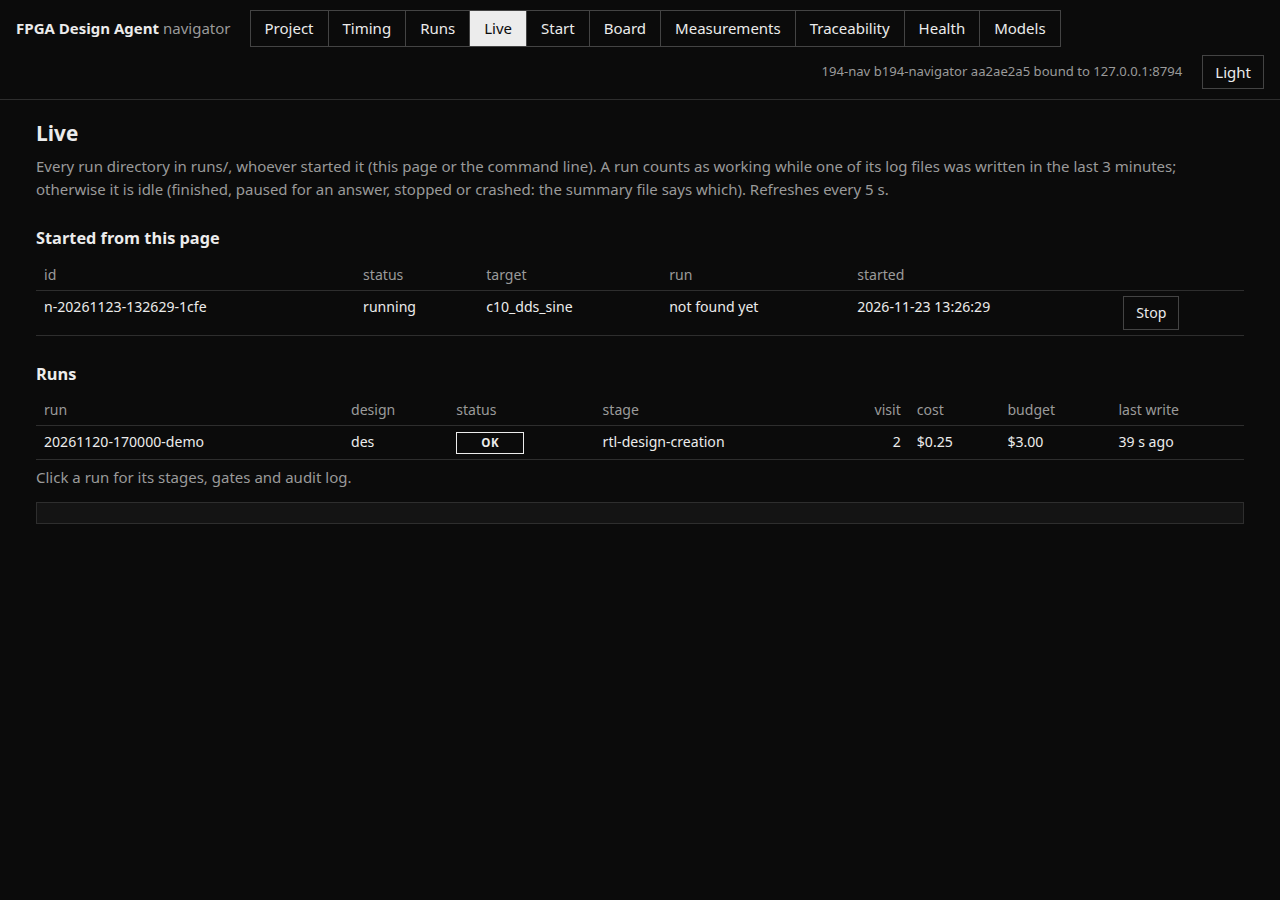 FPGA Design Agent navigator
Project Timing Runs Live Start Board Measurements Traceability Health Models
194-nav b194-navigator aa2ae2a5 bound to 127.0.0.1:8794 Light
Live
Every run directory in runs/, whoever started it (this page or the command line). A run counts as working while one of its log files was written in the last 3 minutes;
otherwise it is idle (finished, paused for an answer, stopped or crashed: the summary file says which). Refreshes every 5 s.
Started from this page
id status target run started
n-20261123-132629-1cfe running c10_dds_sine not found yet 2026-11-23 13:26:29 Stop
Runs
run design status stage visit cost budget last write
20261120-170000-demo des OK rtl-design-creation 2 $0.25 $3.00 39 s ago
Click a run for its stages, gates and audit log.